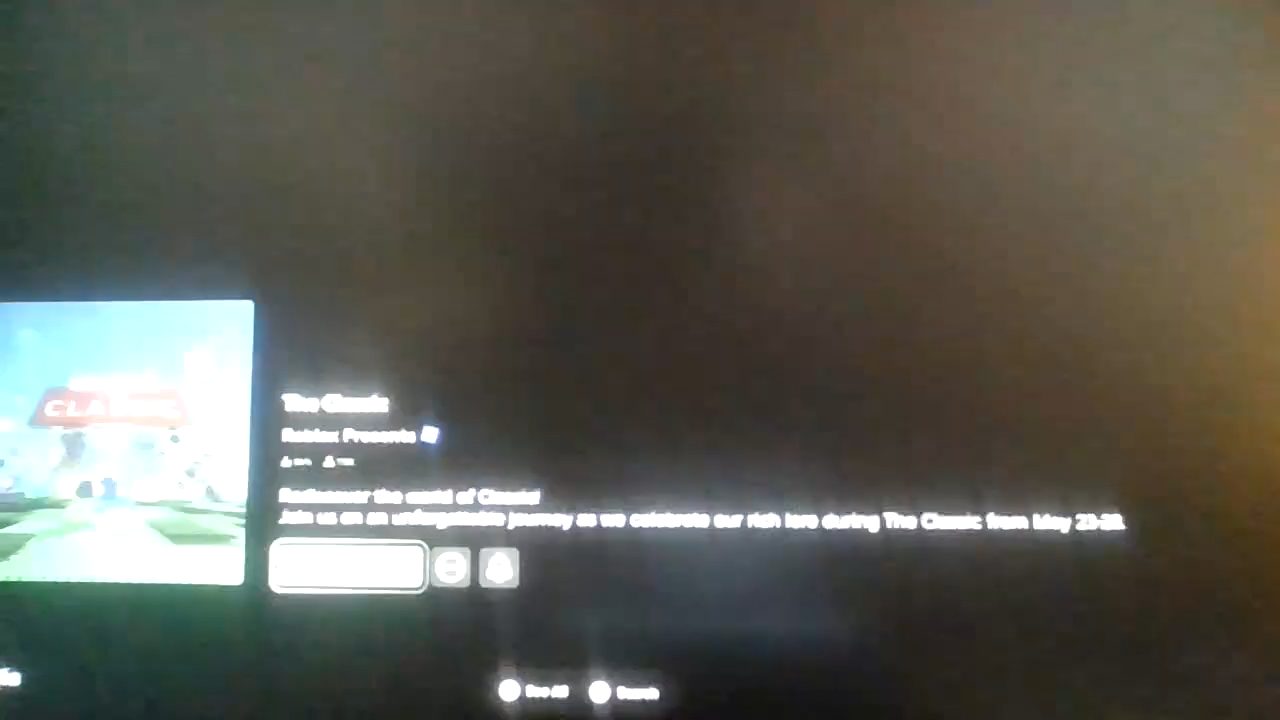 CLASSIC
The Classic
Roblox Presents
Rediscover the world of Classic!
Join us on an unforgettable journey as we celebrate our rich lore during The Classic from May 23-28.
See All
Search